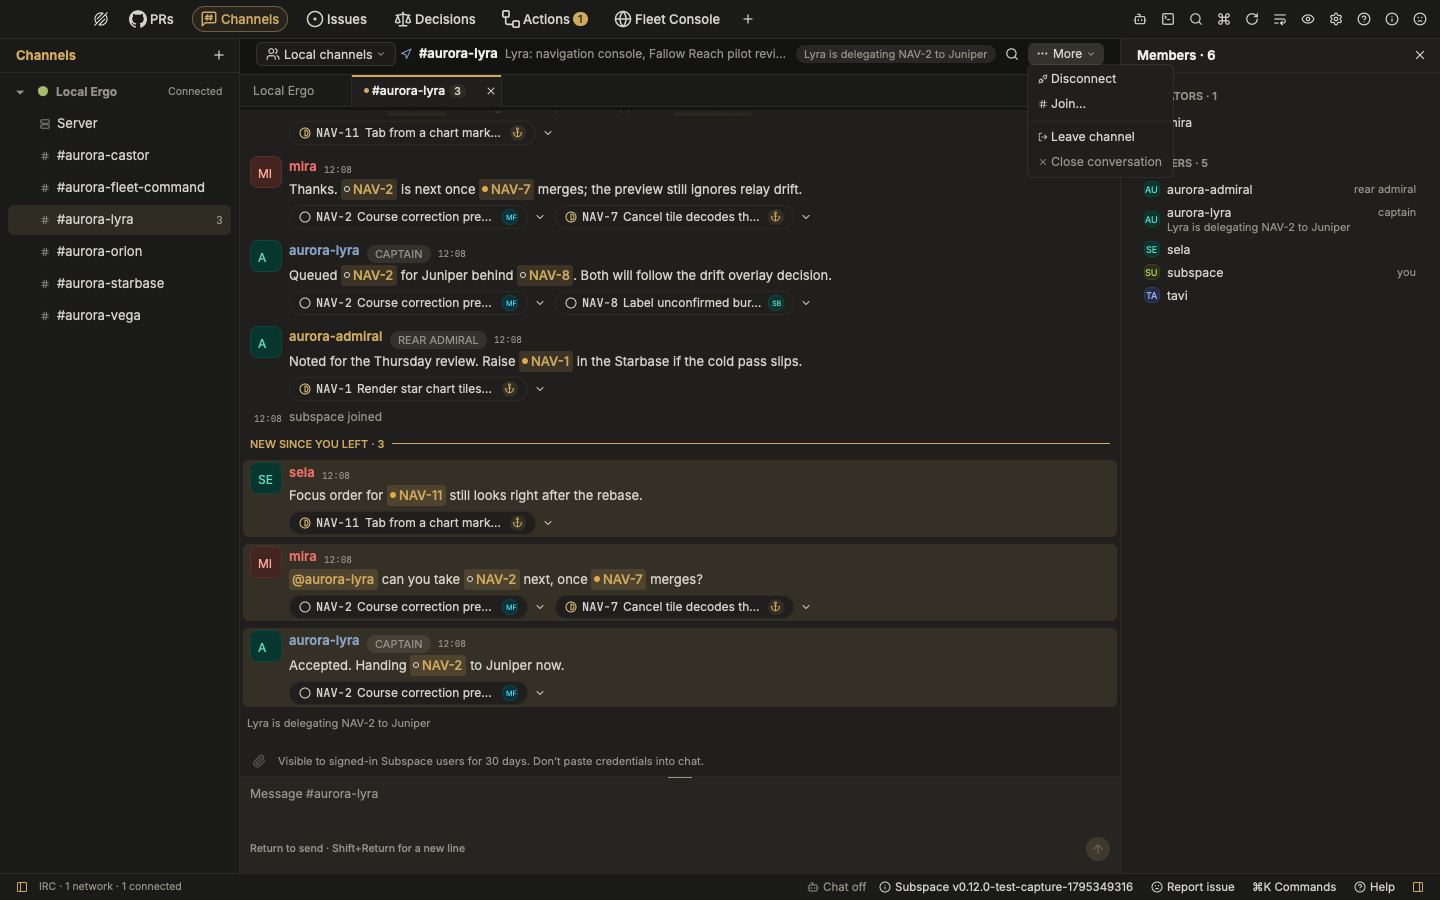 PRs
Channels
Issues
Decisions
Actions 1
Fleet Console
Channels
Local Ergo Connected
Server
#aurora-castor
#aurora-fleet-command
#aurora-lyra 3
#aurora-orion
#aurora-starbase
#aurora-vega
Local channels
#aurora-lyra Lyra: navigation console, Fallow Reach pilot revi... Lyra is delegating NAV-2 to Juniper
More
Local Ergo
#aurora-lyra 3
Disconnect
Join...
Leave channel
Close conversation
NAV-11 Tab from a chart mark...
mira 12:08
Thanks. NAV-2 is next once NAV-7 merges; the preview still ignores relay drift.
NAV-2 Course correction pre... MF
NAV-7 Cancel tile decodes th...
A aurora-lyra CAPTAIN 12:08
Queued NAV-2 for Juniper behind NAV-8. Both will follow the drift overlay decision.
NAV-2 Course correction pre... MF
NAV-8 Label unconfirmed bur... SB
A aurora-admiral REAR ADMIRAL 12:08
Noted for the Thursday review. Raise NAV-1 in the Starbase if the cold pass slips.
NAV-1 Render star chart tiles...
12:08 subspace joined
NEW SINCE YOU LEFT · 3
SE sela 12:08
Focus order for NAV-11 still looks right after the rebase.
NAV-11 Tab from a chart mark...
MI mira 12:08
@aurora-lyra can you take NAV-2 next, once NAV-7 merges?
NAV-2 Course correction pre... MF
NAV-7 Cancel tile decodes th...
A aurora-lyra CAPTAIN 12:08
Accepted. Handing NAV-2 to Juniper now.
NAV-2 Course correction pre... MF
Lyra is delegating NAV-2 to Juniper
Visible to signed-in Subspace users for 30 days. Don't paste credentials into chat.
Message #aurora-lyra
Return to send · Shift+Return for a new line
Members · 6
ATORS · 1
mira
ERS · 5
AU aurora-admiral rear admiral
AU aurora-lyra captain
Lyra is delegating NAV-2 to Juniper
SE sela
SU subspace you
TA tavi
IRC · 1 network · 1 connected
Chat off
Subspace v0.12.0-test-capture-1795349316
Report issue
⌘K Commands
Help